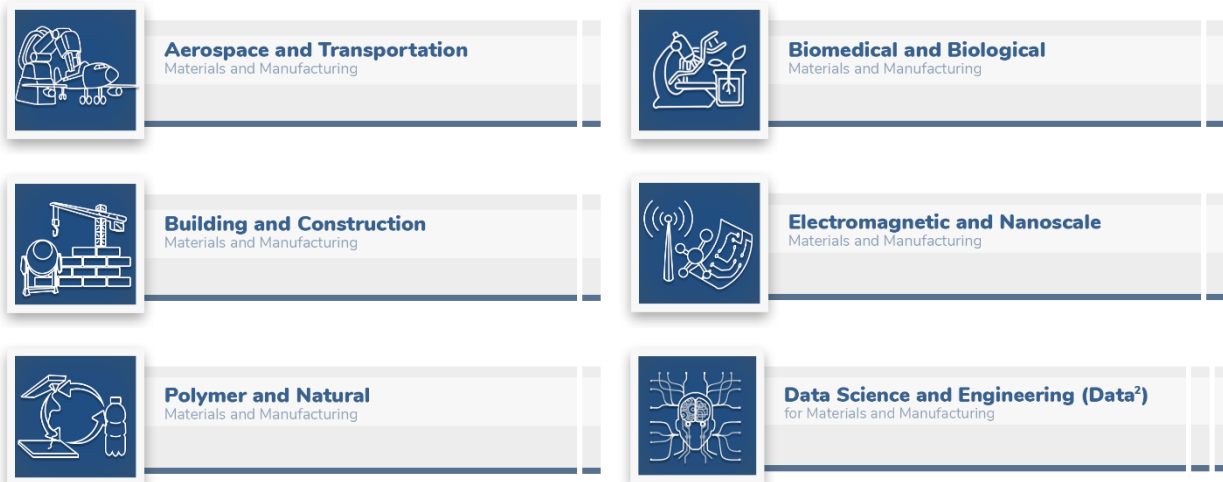 Aerospace and Transportation
Materials and Manufacturing
Biomedical and Biological
Materials and Manufacturing
Building and Construction
Materials and Manufacturing
Electromagnetic and Nanoscale
Materials and Manufacturing
Polymer and Natural
Materials and Manufacturing
Data Science and Engineering (Data²)
for Materials and Manufacturing